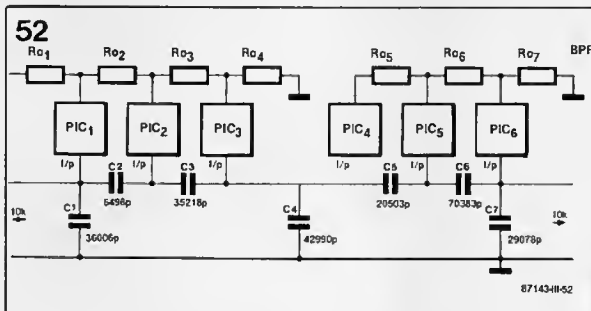 52
Ro1 Ro2 Ro3 Ro4 Ro5 Ro6 Ro7 BPF
PIC1 PIC2 PIC3 PIC4 PIC5 PIC6
I/p I/p I/p I/p I/p I/p
C2 C3 C5 C6
6496p 35218p 20503p 70383p
10k C1 C4 C7 10k
36006p 42990p 29078p
87143-III-52